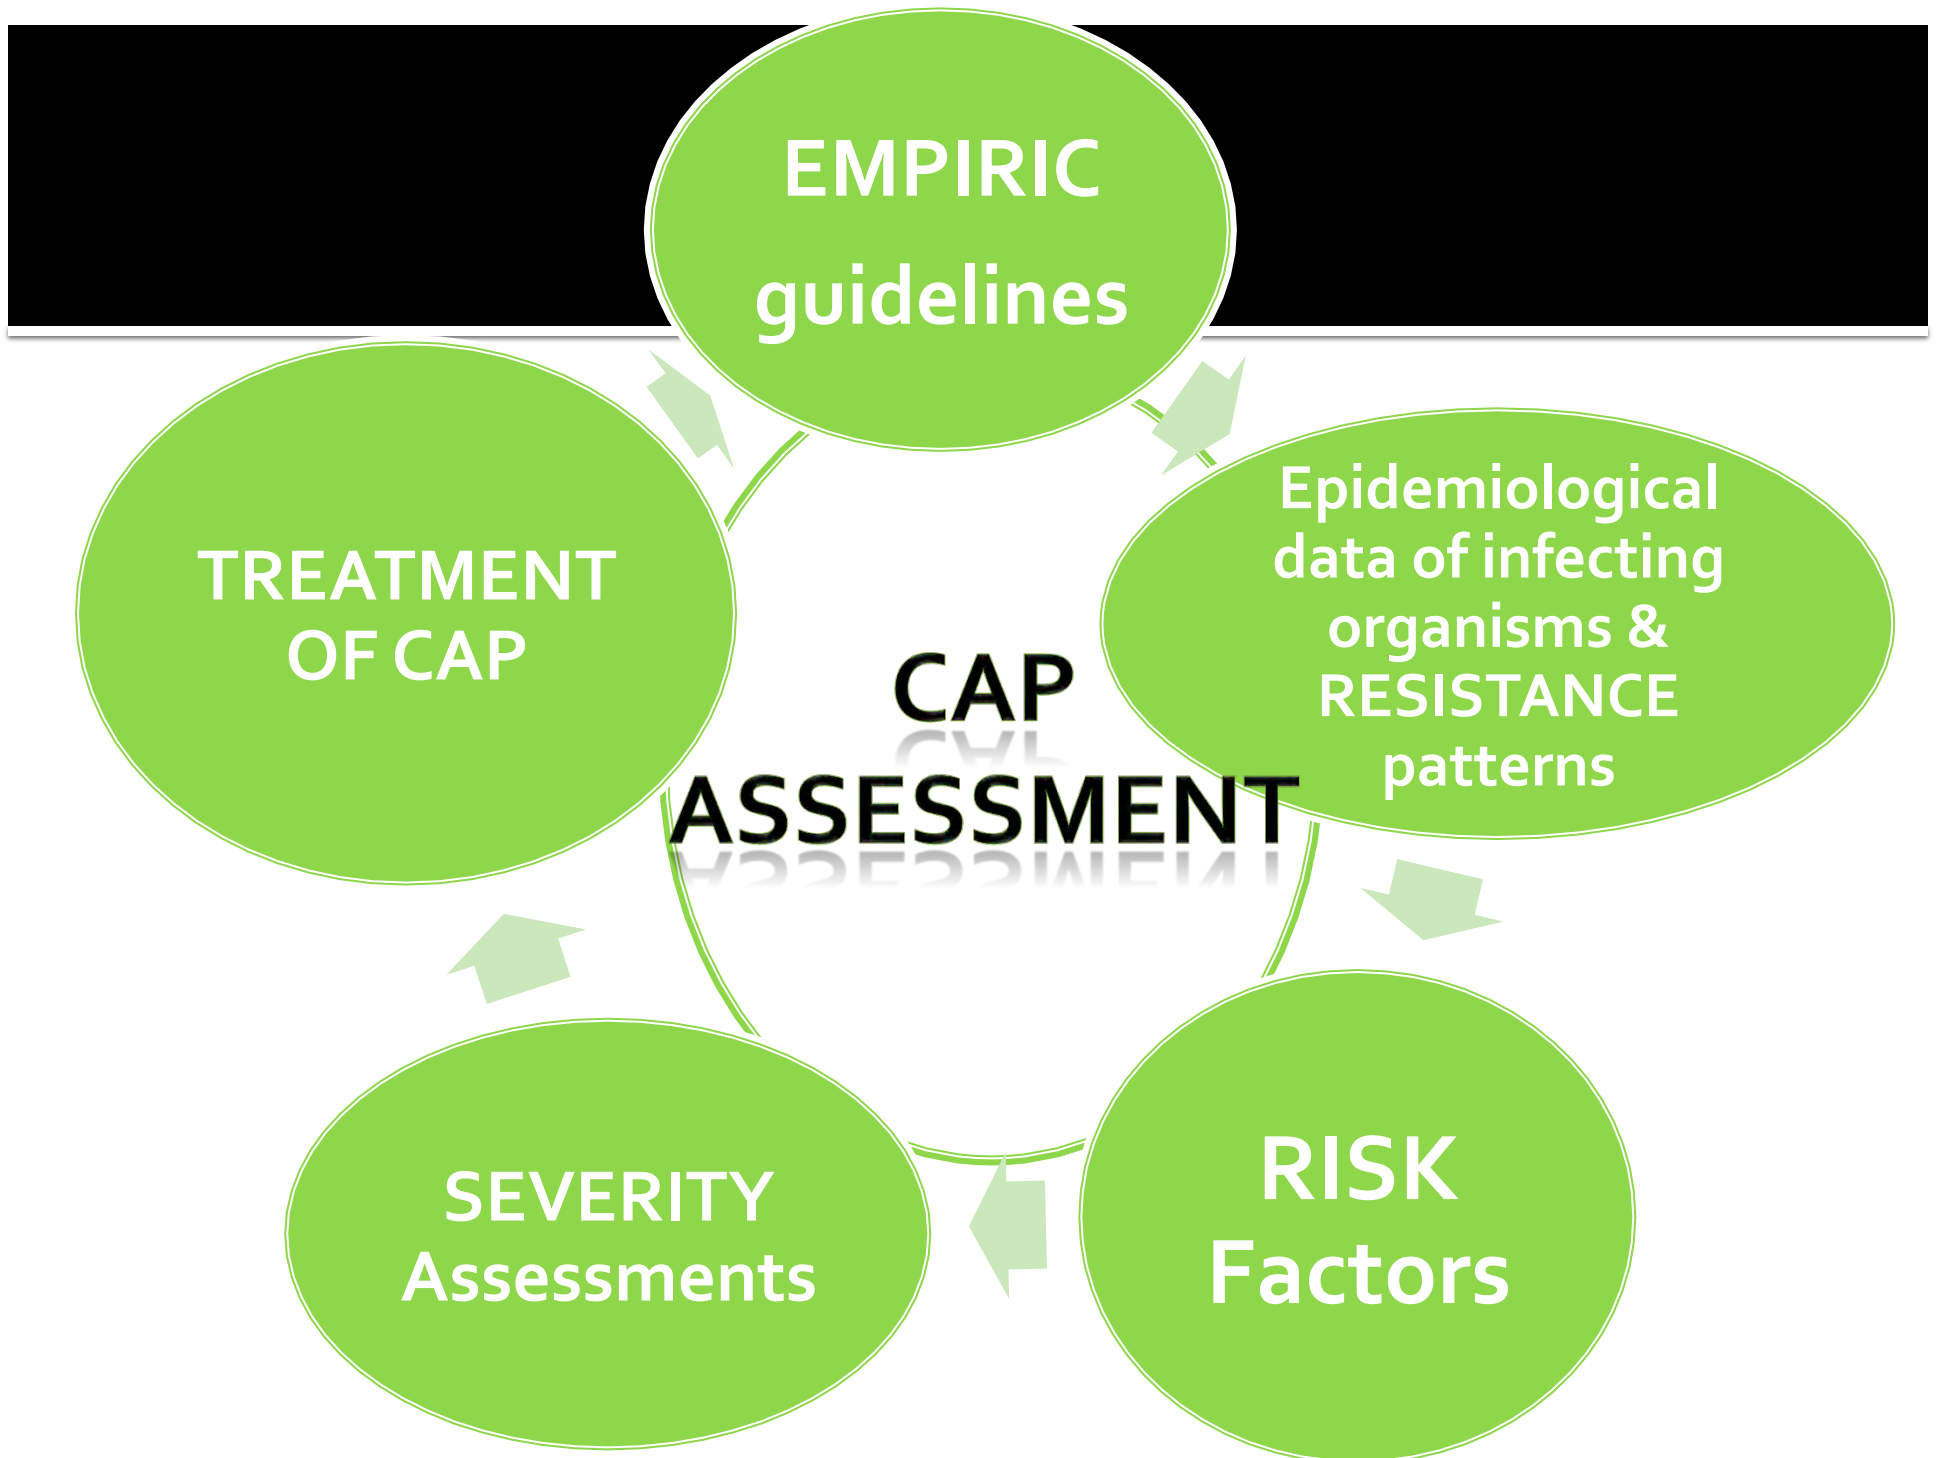 EMPIRIC
guidelines
Epidemiological
data of infecting
organisms &
RESISTANCE
patterns
RISK
Factors
SEVERITY
Assessments
TREATMENT
OF CAP
CAP
ASSESSMENT